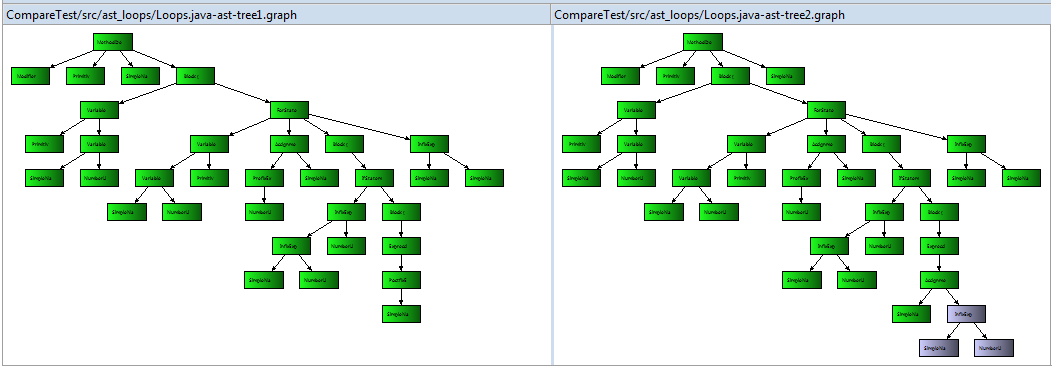 CompareTest/src/ast_loops/Loops.java-ast-tree1.graph
CompareTest/src/ast_loops/Loops.java-ast-tree2.graph
MethodDe
Modifier Primitiv SimpleNa Block;
Variable ForState
Primitiv Variable Variable Assignme Block; InfixExp
SimpleNa NumberLi Variable Primitiv PrefixEx SimpleNa IfStatem SimpleNa SimpleNa
SimpleNa NumberLi NumberLi InfixExp Block;
InfixExp NumberLi Expressi
SimpleNa NumberLi PostfixE
SimpleNa
MethodDe
Modifier Primitiv Block; SimpleNa
Variable ForState
Primitiv Variable Variable Assignme Block; InfixExp
SimpleNa NumberLi Variable Primitiv PrefixEx SimpleNa IfStatem SimpleNa SimpleNa
SimpleNa NumberLi NumberLi InfixExp Block;
InfixExp NumberLi Expressi
SimpleNa NumberLi Assignme
SimpleNa InfixExp
SimpleNa NumberLi